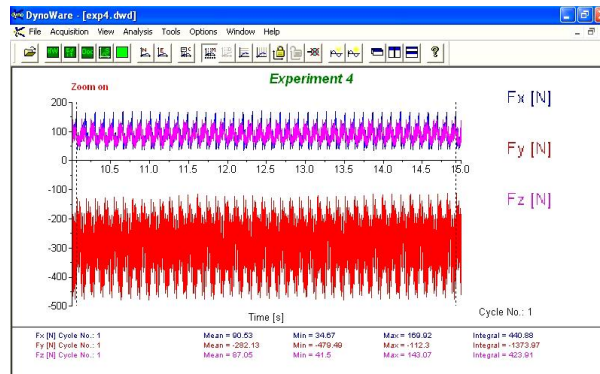 DynoWare - [exp4.dwd]
File Acquisition View Analysis Tools Options Window Help
Experiment 4
Zoom on
Fx [N]
Fy [N]
Fz [N]
200
100
0
-100
-200
-300
-400
-500
10.5 11.0 11.5 12.0 12.5 13.0 13.5 14.0 14.5 15.0
Time [s]
Cycle No.: 1
Fx [N] Cycle No.: 1 Mean = 90.53 Min = 34.67 Max = 169.92 Integral = 440.88
Fy [N] Cycle No.: 1 Mean = -282.13 Min = -479.49 Max = -112.3 Integral = -1373.97
Fz [N] Cycle No.: 1 Mean = 87.05 Min = 41.5 Max = 143.07 Integral = 423.91